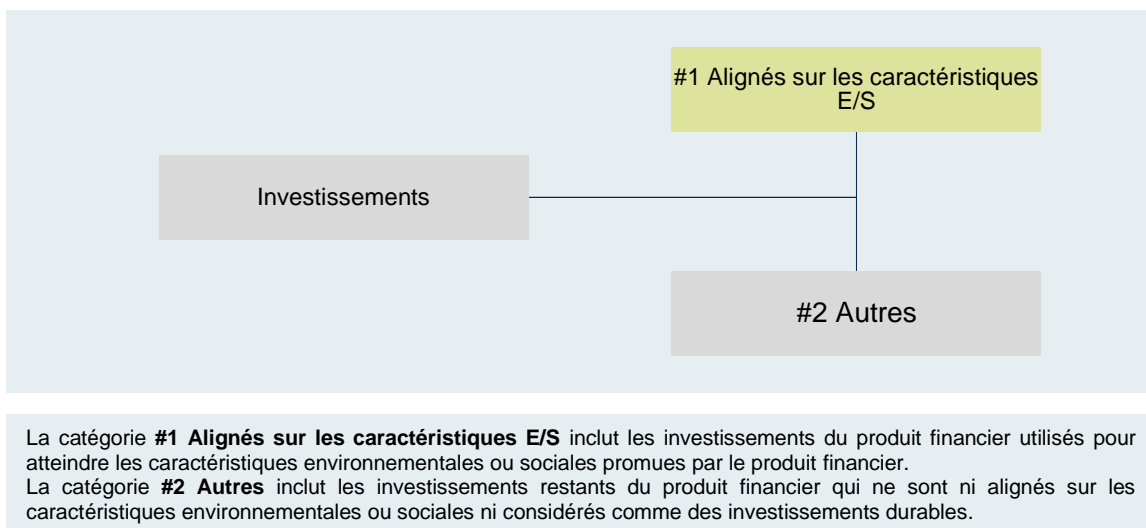 #1 Alignés sur les caractéristiques
E/S
Investissements
#2 Autres
La catégorie #1 Alignés sur les caractéristiques E/S inclut les investissements du produit financier utilisés pour
atteindre les caractéristiques environnementales ou sociales promues par le produit financier.
La catégorie #2 Autres inclut les investissements restants du produit financier qui ne sont ni alignés sur les
caractéristiques environnementales ou sociales ni considérés comme des investissements durables.